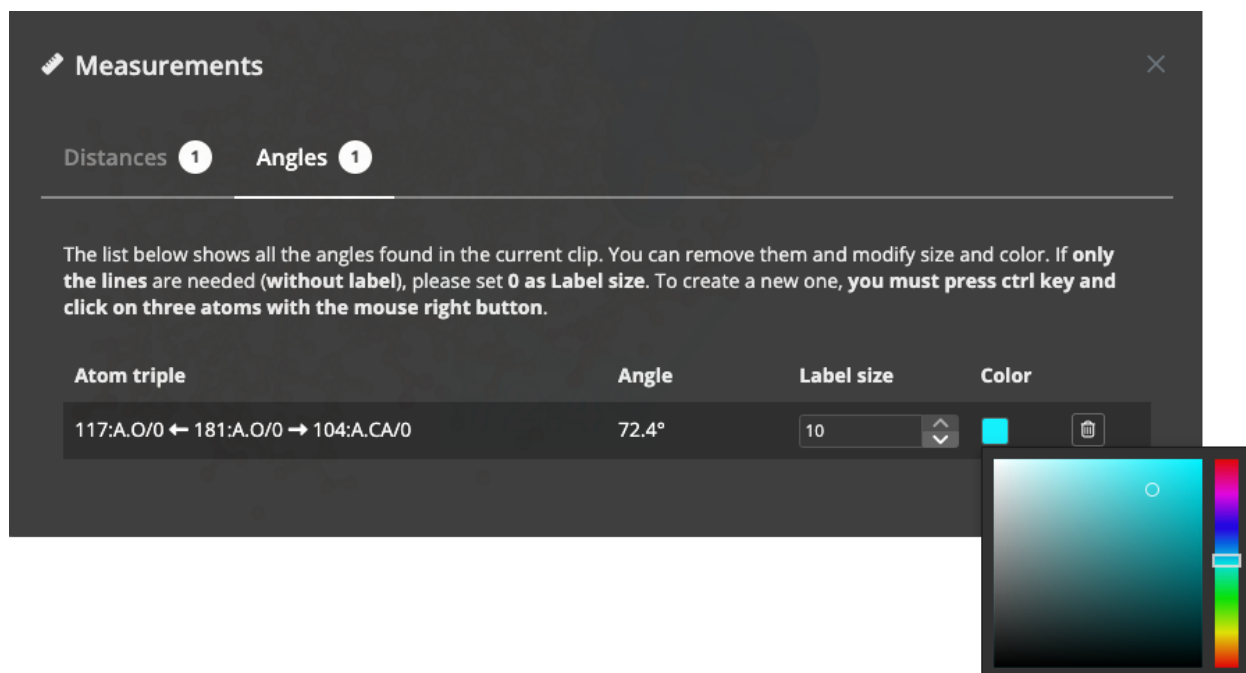 Measurements
Distances 1 Angles 1
The list below shows all the angles found in the current clip. You can remove them and modify size and color. If only
the lines are needed (without label), please set 0 as Label size. To create a new one, you must press ctrl key and
click on three atoms with the mouse right button.
Atom triple Angle Label size Color
117:A.O/0 ← 181:A.O/0 → 104:A.CA/0 72.4° 10